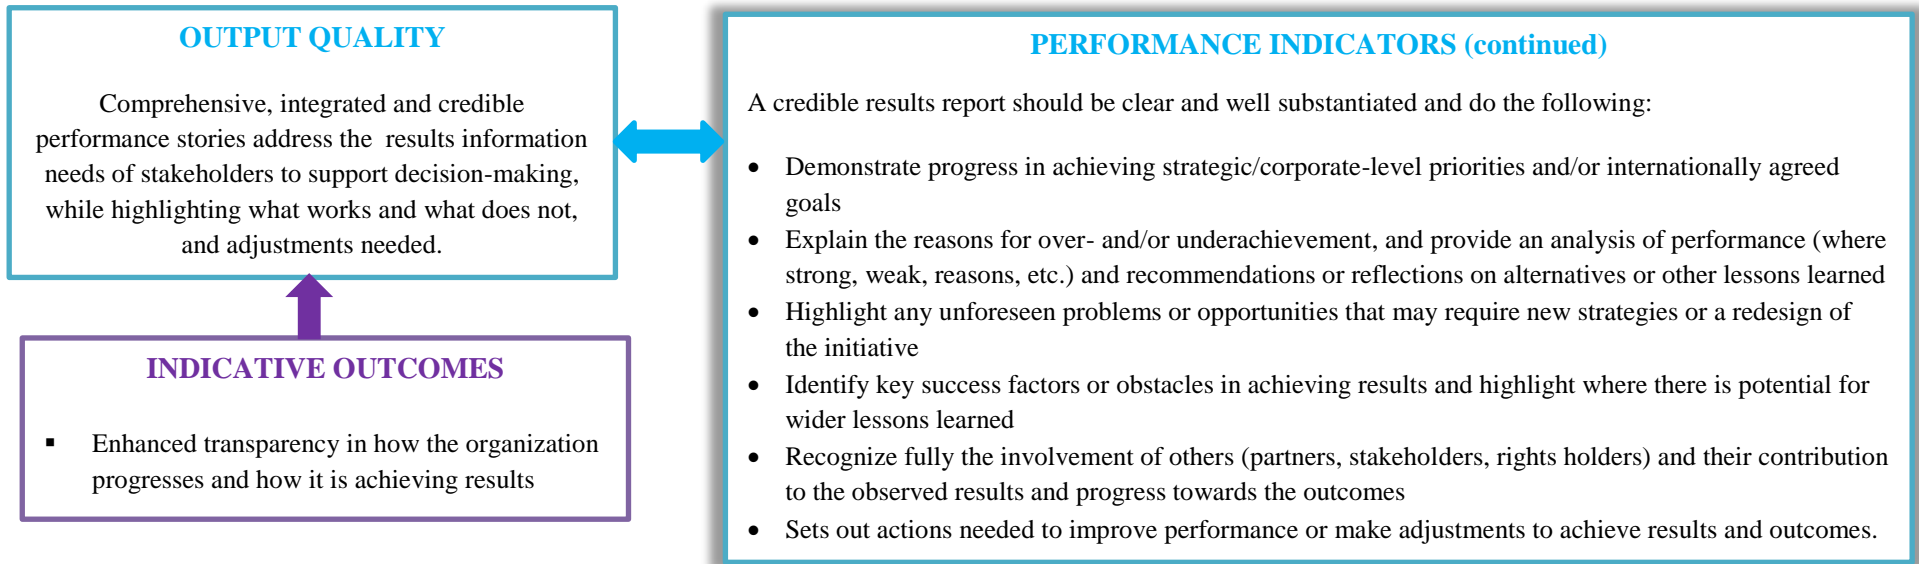 OUTPUT QUALITY
Comprehensive, integrated and credible
performance stories address the results information
needs of stakeholders to support decision-making,
while highlighting what works and what does not,
and adjustments needed.
INDICATIVE OUTCOMES
▪ Enhanced transparency in how the organization
progresses and how it is achieving results
PERFORMANCE INDICATORS (continued)
A credible results report should be clear and well substantiated and do the following:
• Demonstrate progress in achieving strategic/corporate-level priorities and/or internationally agreed
goals
• Explain the reasons for over- and/or underachievement, and provide an analysis of performance (where
strong, weak, reasons, etc.) and recommendations or reflections on alternatives or other lessons learned
• Highlight any unforeseen problems or opportunities that may require new strategies or a redesign of
the initiative
• Identify key success factors or obstacles in achieving results and highlight where there is potential for
wider lessons learned
• Recognize fully the involvement of others (partners, stakeholders, rights holders) and their contribution
to the observed results and progress towards the outcomes
• Sets out actions needed to improve performance or make adjustments to achieve results and outcomes.